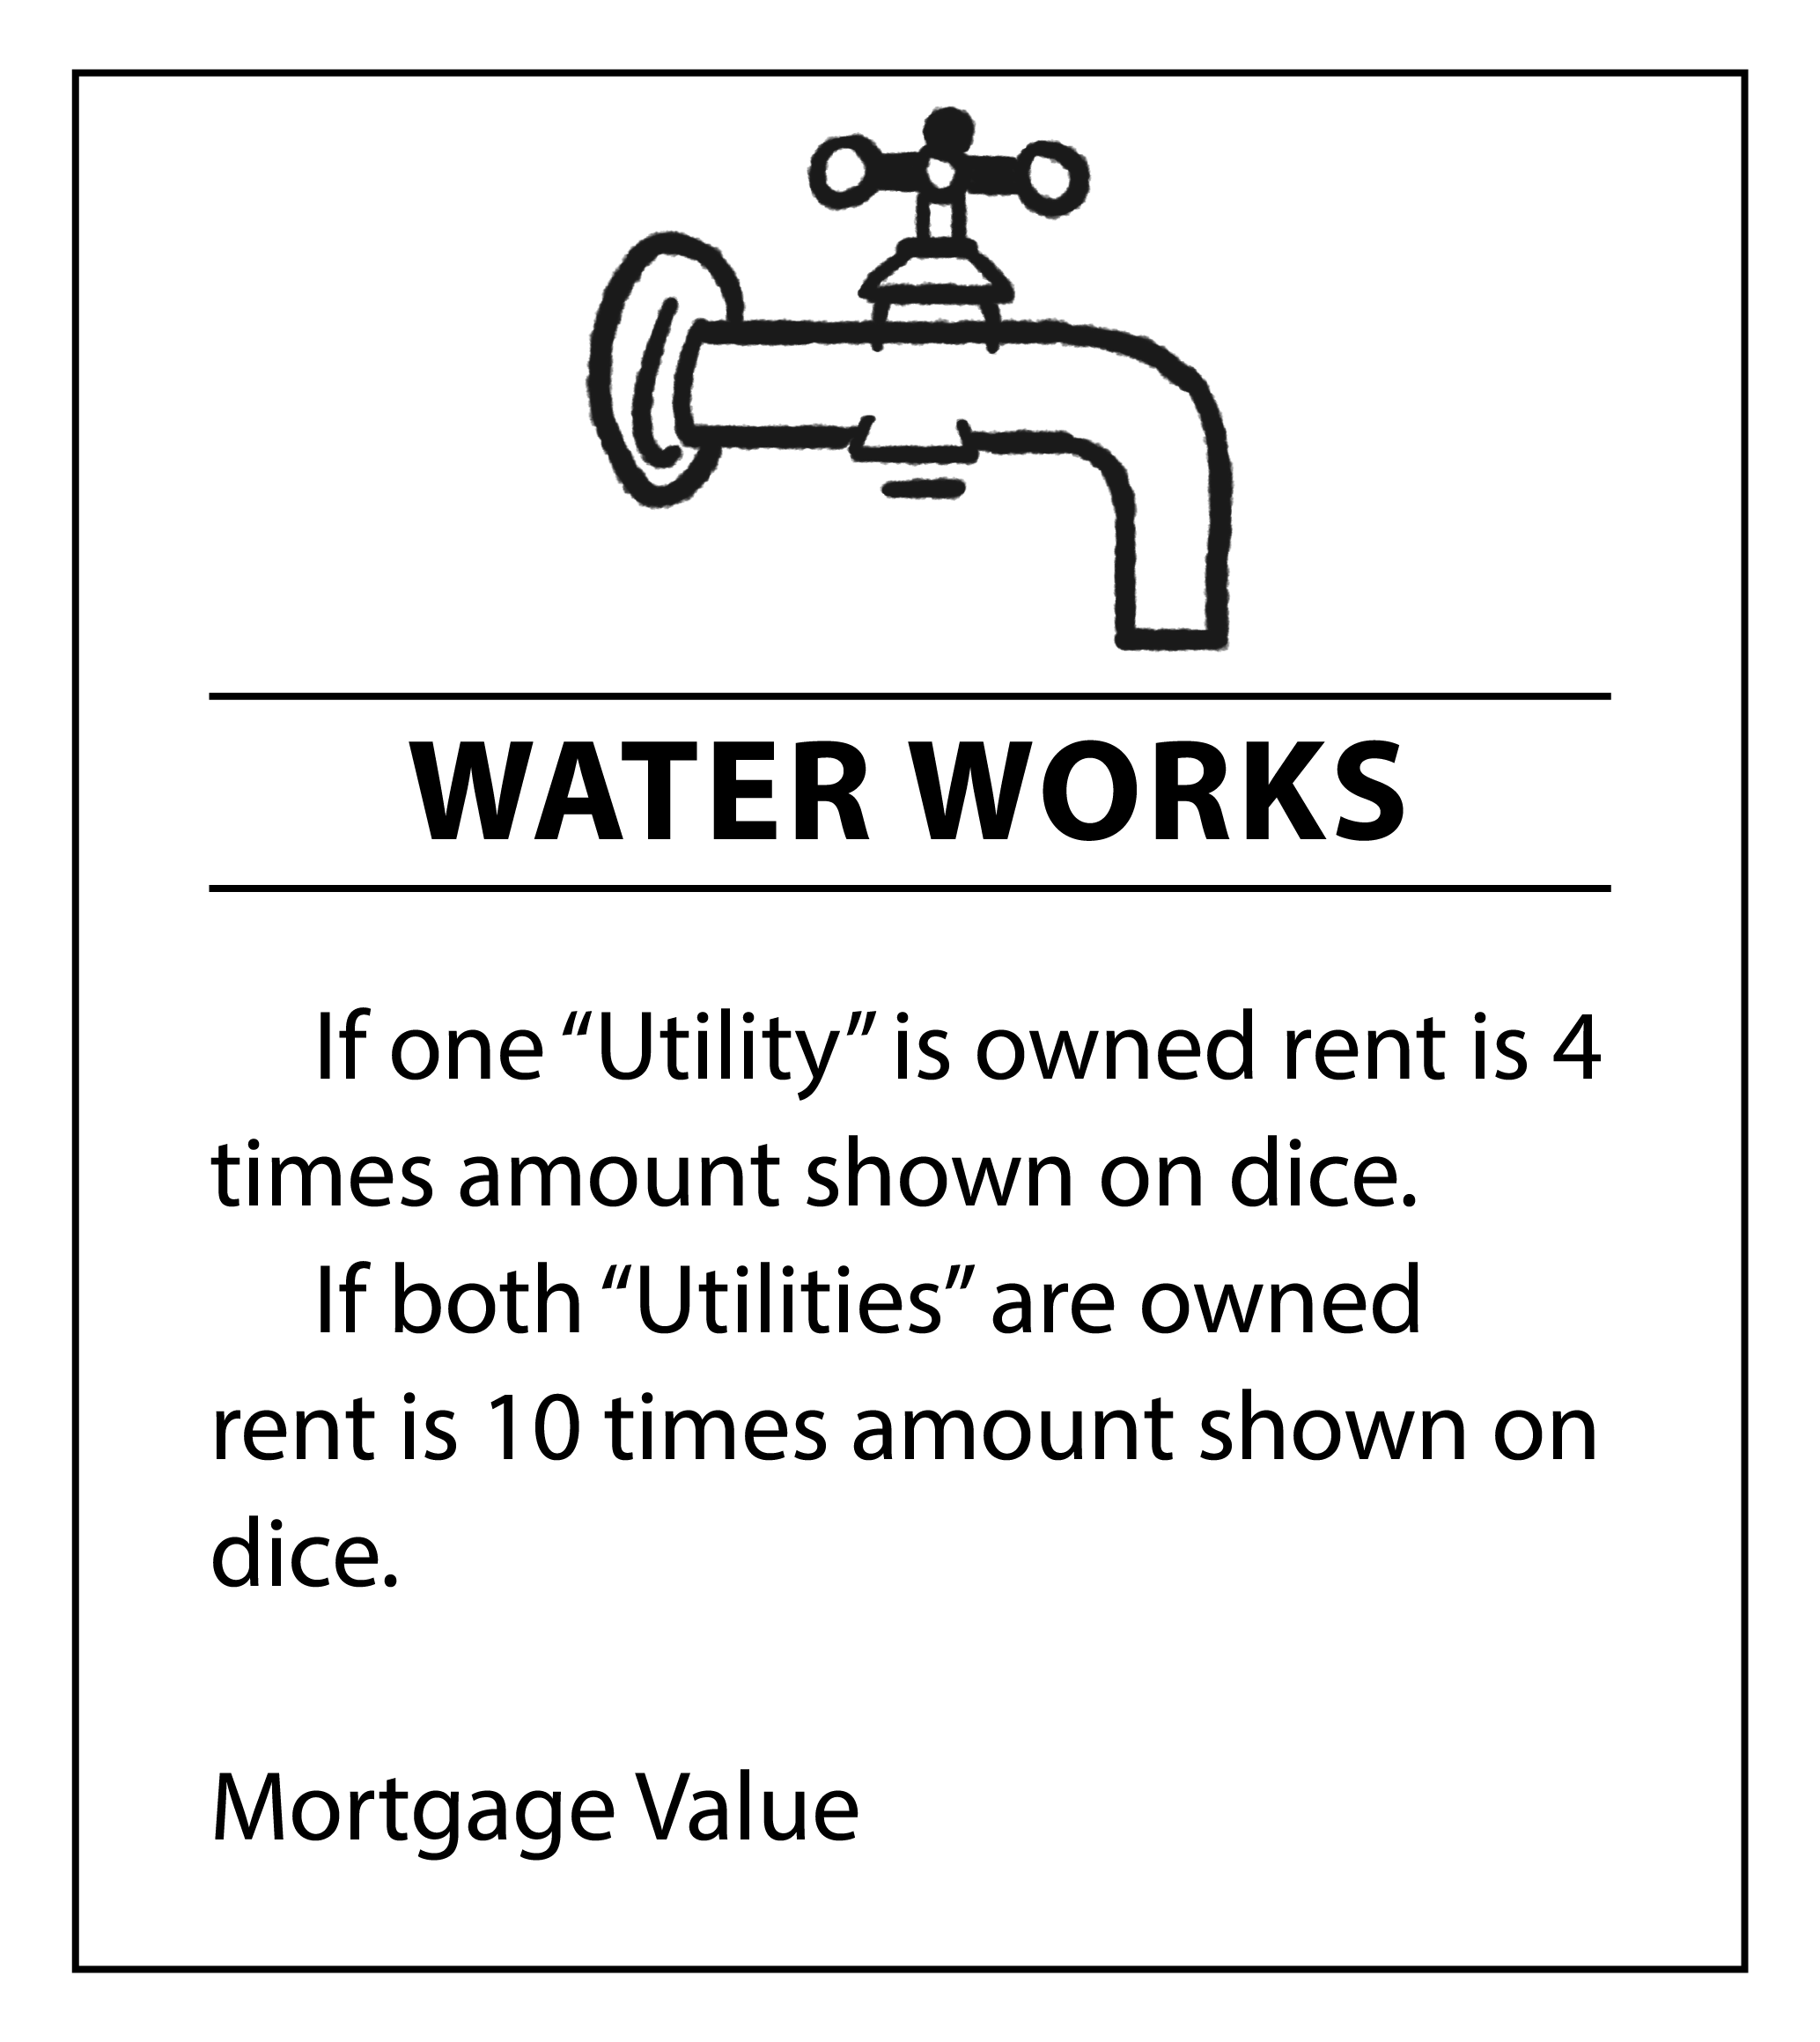 WATER WORKS
If one “Utility” is owned rent is 4
times amount shown on dice.
If both “Utilities” are owned
rent is 10 times amount shown on
dice.
Mortgage Value